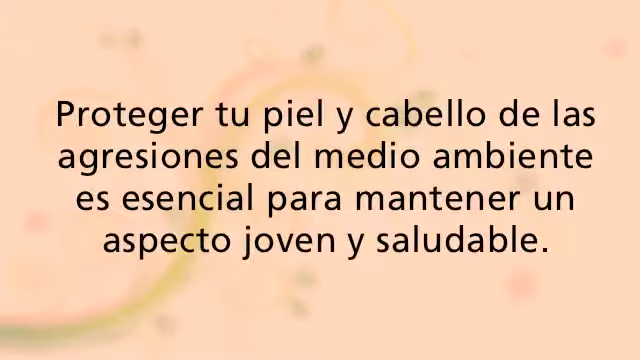 Proteger tu piel y cabello de las
agresiones del medio ambiente
es esencial para mantener un
aspecto joven y saludable.